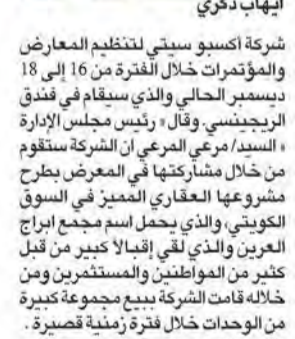 ايهاب ذكري
شركة أكسبو سيتي لتنظيم المعارض
والمؤتمرات خلال الفترة من 16 إلى 18
ديسمبر الحالي والذي سيقام في فندق
الريجينسي. وقال « رئيس مجلس الإدارة
« السيد/ مرعي المرعي ان الشركة ستقوم
من خلال مشاركتها في المعرض بطرح
مشروعها العقاري المميز في السوق
الكويتي، والذي يحمل اسم مجمع ابراج
العرين والذي لقي إقبالاً كبير من قبل
كثير من المواطنين والمستثمرين ومن
خلاله قامت الشركة ببيع مجموعة كبيرة
من الوحدات خلال فترة زمنية قصيرة .